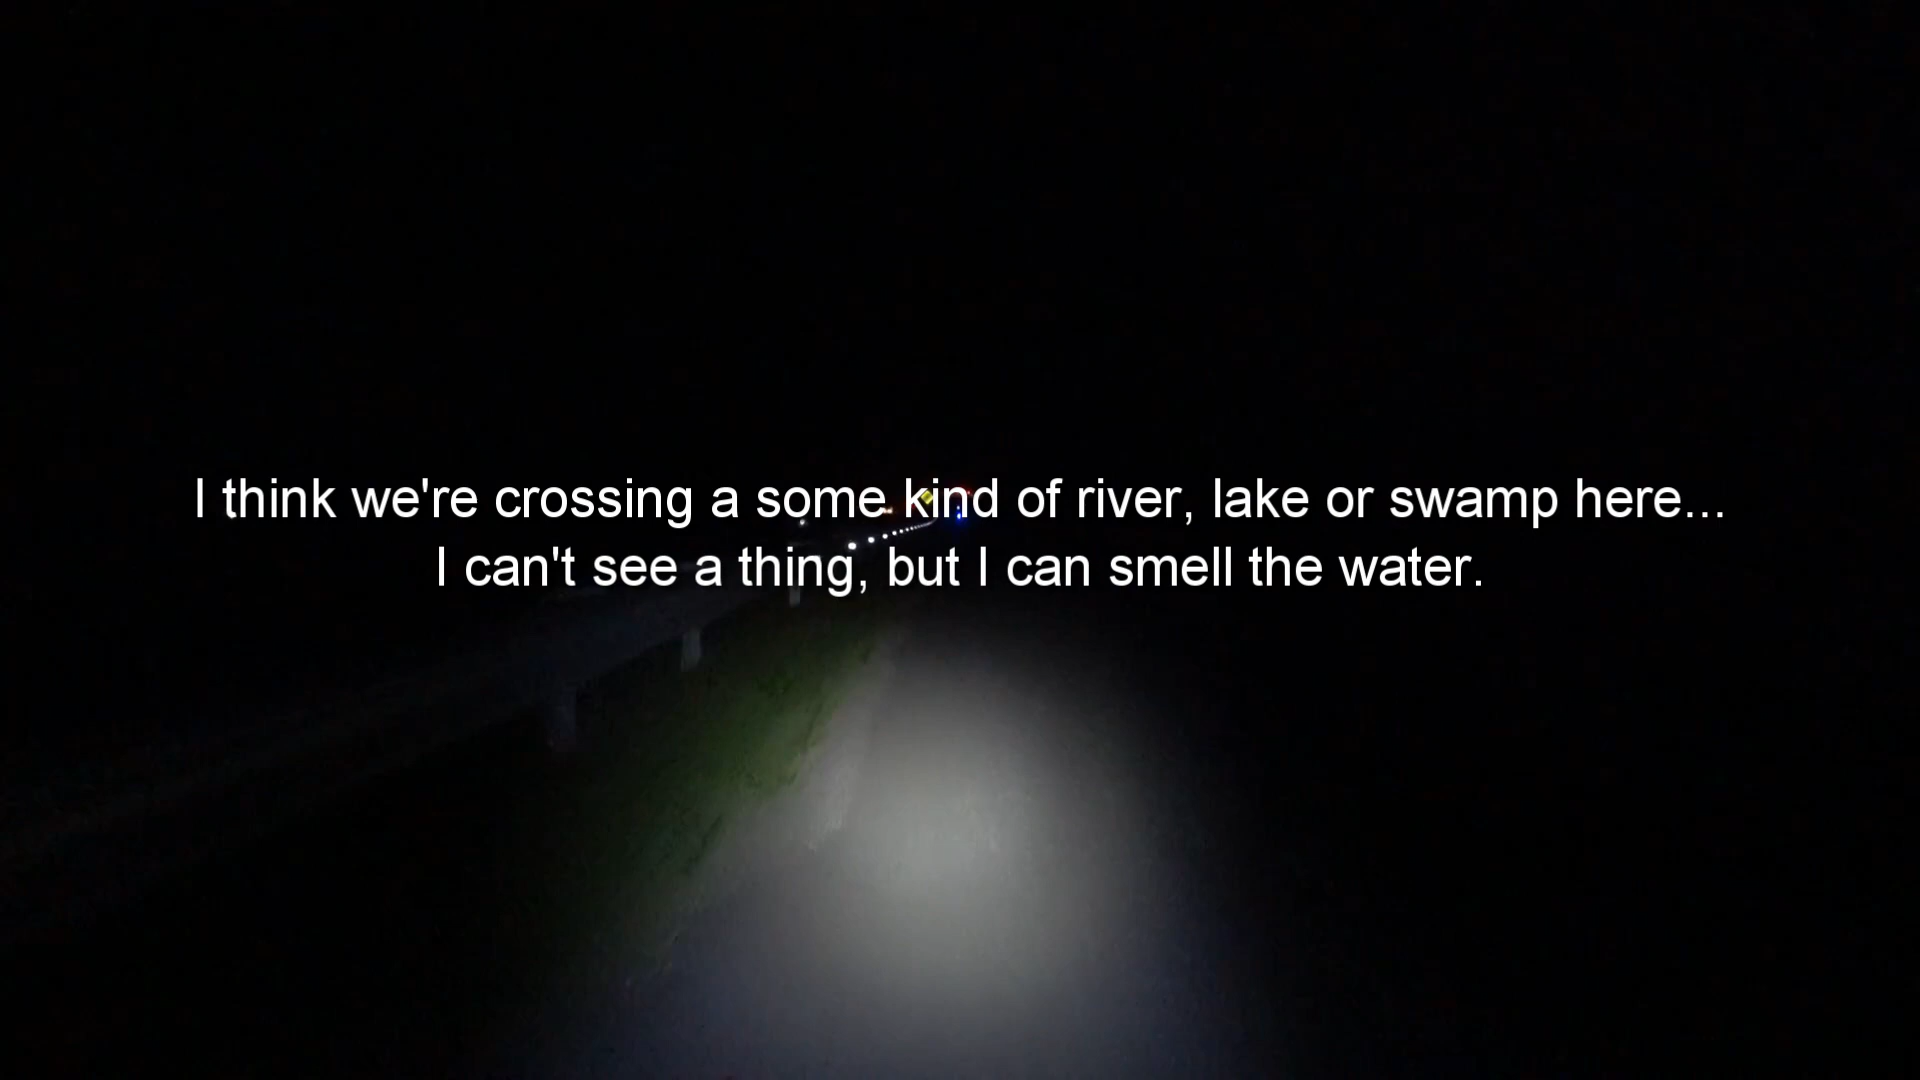 I think we're crossing a some kind of river, lake or swamp here...
I can't see a thing, but I can smell the water.